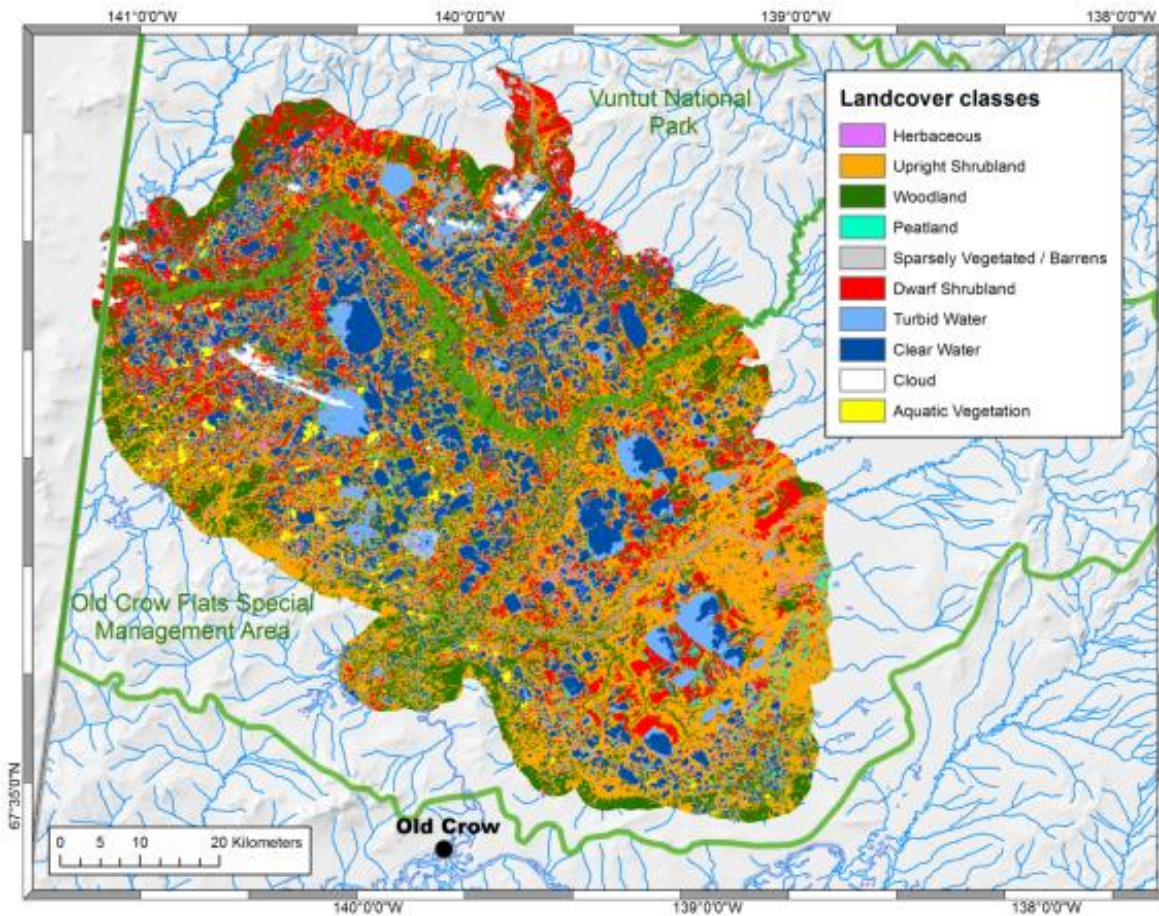 141°0'0"W
140°0'0"W
139°0'0"W
138°0'0"W
Vuntut National
Park
Landcover classes
Herbaceous
Upright Shrubland
Woodland
Peatland
Sparsely Vegetated / Barrens
Dwarf Shrubland
Turbid Water
Clear Water
Cloud
Aquatic Vegetation
Old Crow Flats Special
Management Area
67°35'0"N
Old Crow
0 5 10 20 Kilometers
140°0'0"W
139°0'0"W
138°0'0"W